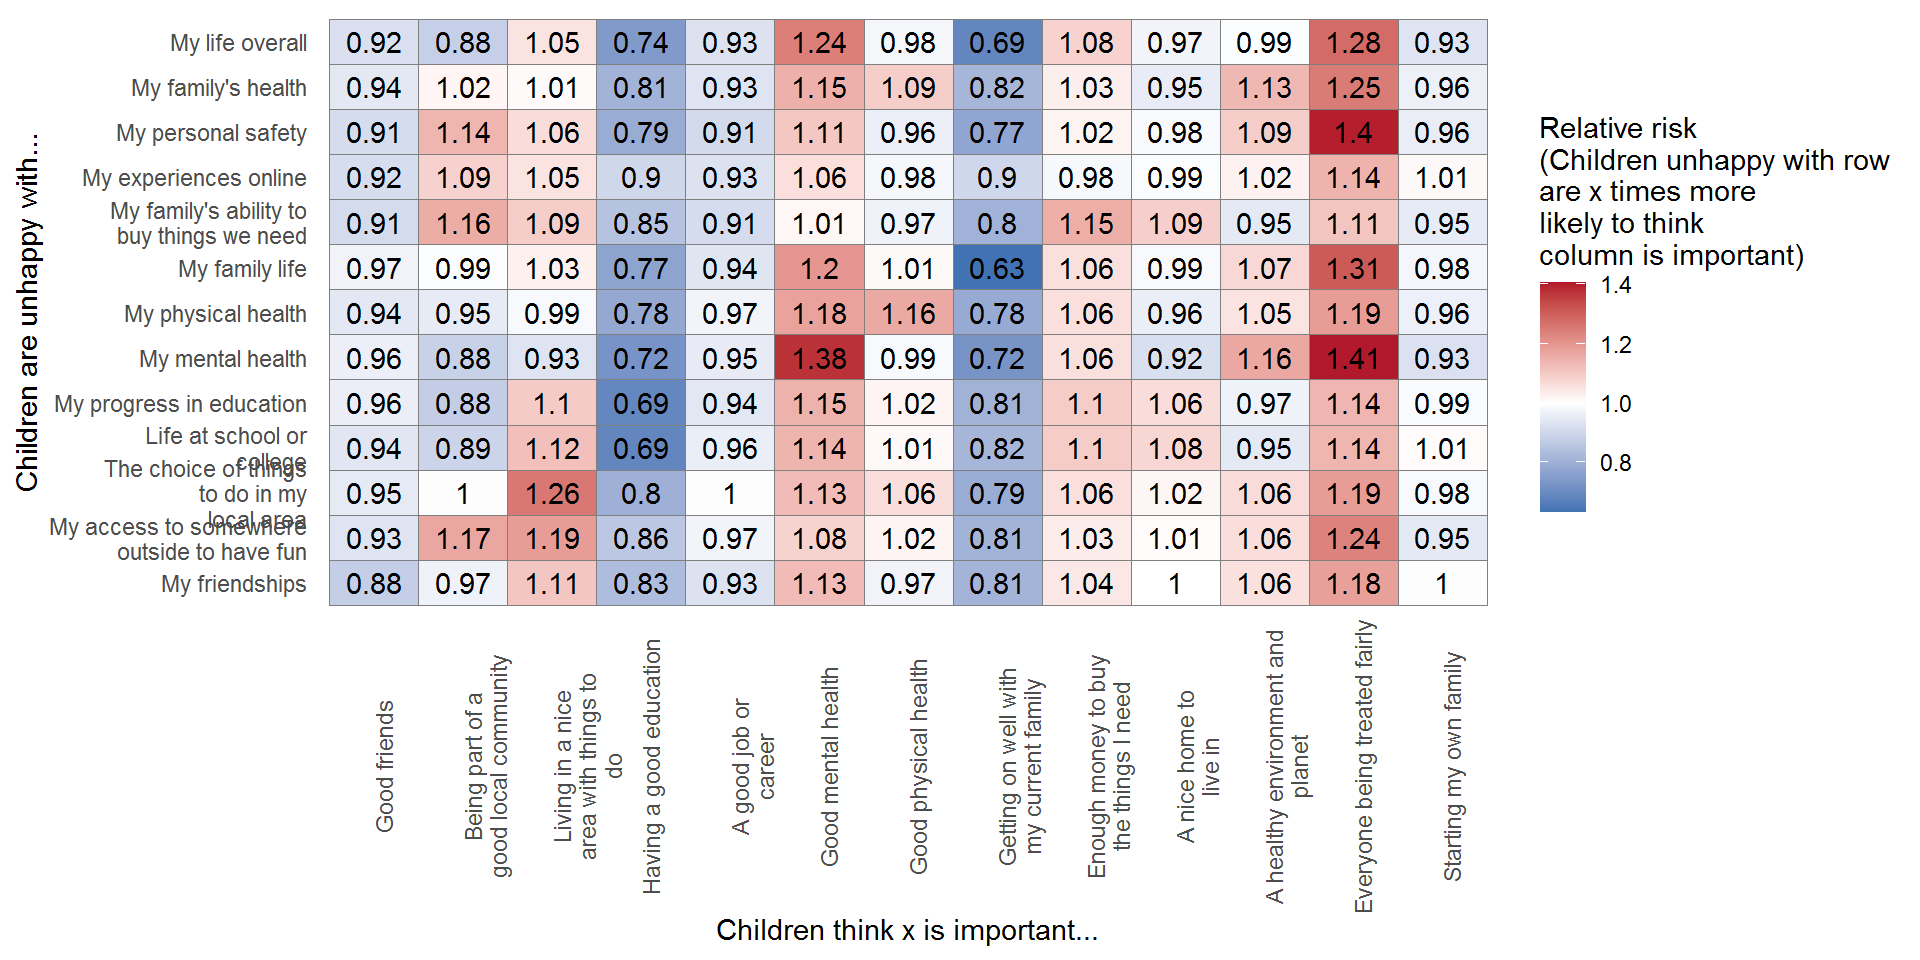 My life overall 0.92 0.88 1.05 0.74 0.93 1.24 0.98 0.69 1.08 0.97 0.99 1.28 0.93
My family's health 0.94 1.02 1.01 0.81 0.93 1.15 1.09 0.82 1.03 0.95 1.13 1.25 0.96
My personal safety 0.91 1.14 1.06 0.79 0.91 1.11 0.96 0.77 1.02 0.98 1.09 1.4 0.96
My experiences online 0.92 1.09 1.05 0.9 0.93 1.06 0.98 0.9 0.98 0.99 1.02 1.14 1.01
My family's ability to
buy things we need 0.91 1.16 1.09 0.85 0.91 1.01 0.97 0.8 1.15 1.09 0.95 1.11 0.95
My family life 0.97 0.99 1.03 0.77 0.94 1.2 1.01 0.63 1.06 0.99 1.07 1.31 0.98
My physical health 0.94 0.95 0.99 0.78 0.97 1.18 1.16 0.78 1.06 0.96 1.05 1.19 0.96
My mental health 0.96 0.88 0.93 0.72 0.95 1.38 0.99 0.72 1.06 0.92 1.16 1.41 0.93
My progress in education 0.96 0.88 1.1 0.69 0.94 1.15 1.02 0.81 1.1 1.06 0.97 1.14 0.99
Life at school or
college 0.94 0.89 1.12 0.69 0.96 1.14 1.01 0.82 1.1 1.08 0.95 1.14 1.01
The choice of things
to do in my
local area 0.95 1 1.26 0.8 1 1.13 1.06 0.79 1.06 1.02 1.06 1.19 0.98
My access to somewhere
outside to have fun 0.93 1.17 1.19 0.86 0.97 1.08 1.02 0.81 1.03 1.01 1.06 1.24 0.95
My friendships 0.88 0.97 1.11 0.83 0.93 1.13 0.97 0.81 1.04 1 1.06 1.18 1
Children are unhappy with...
Good friends
Being part of a
good local community
Living in a nice
area with things to
do
Having a good education
A good job or
career
Good mental health
Good physical health
Getting on well with
my current family
Enough money to buy
the things I need
A nice home to
live in
A healthy environment and
planet
Everyone being treated fairly
Starting my own family
Children think x is important...
Relative risk
(Children unhappy with row
are x times more
likely to think
column is important)
1.4
1.2
1.0
0.8